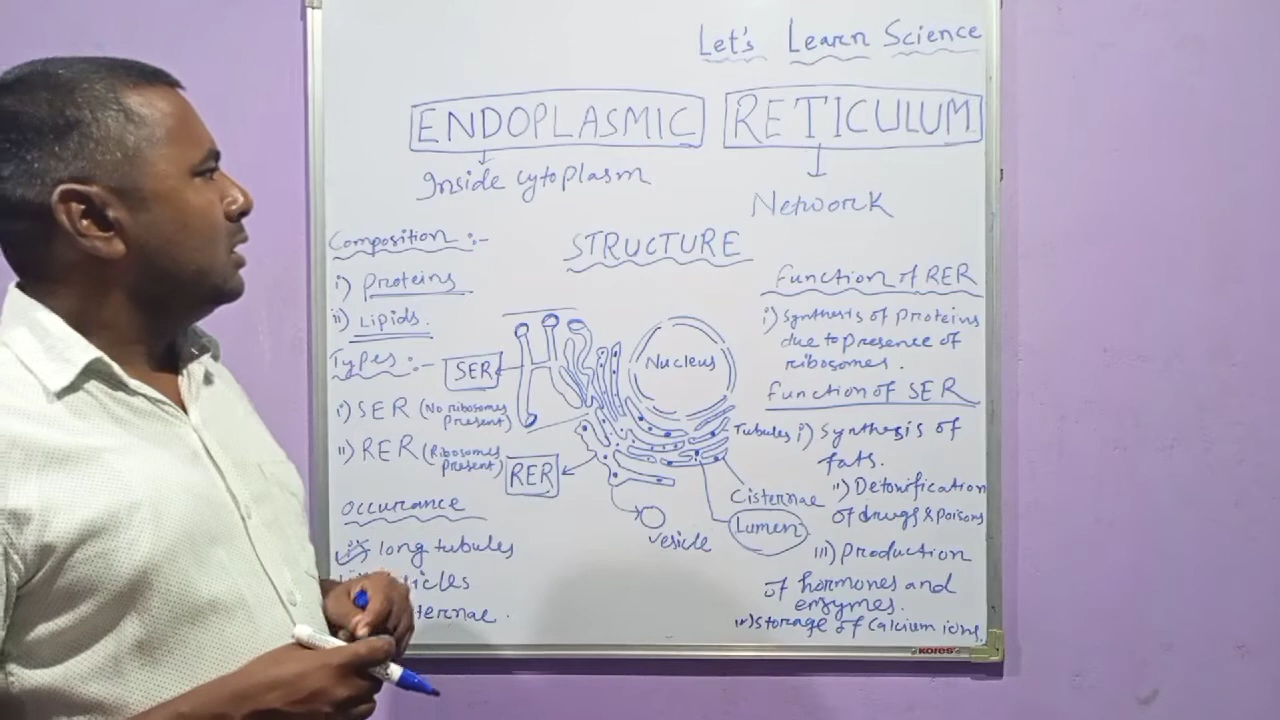 Let's Learn Science
ENDOPLASMIC RETICULUM
Inside cytoplasm
Network
STRUCTURE
Composition :-
i) Proteins
ii) Lipids.
Types :-
i) SER (No ribosomes
Present)
ii) RER (Ribosomes
Present)
Occurance
long tubules
ternae.
SER
RER
Nucleus
Tubules
Cisternae
Lumen
Vesicle
Function of RER
i) Synthesis of Proteins
due to presence of
ribosomes.
Function of SER
i) Synthesis of
fats.
ii) Detoxification
of drugs & poisons
iii) Production
of hormones and
enzymes.
iv) Storage of Calcium ions.
KORES